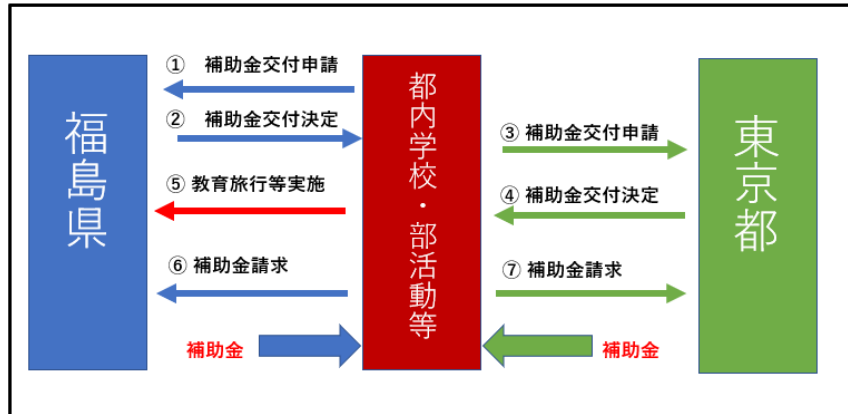 福島県
① 補助金交付申請
② 補助金交付決定
⑤ 教育旅行等実施
⑥ 補助金請求
補助金
都内学校・部活動等
③ 補助金交付申請
④ 補助金交付決定
⑦ 補助金請求
補助金
東京都